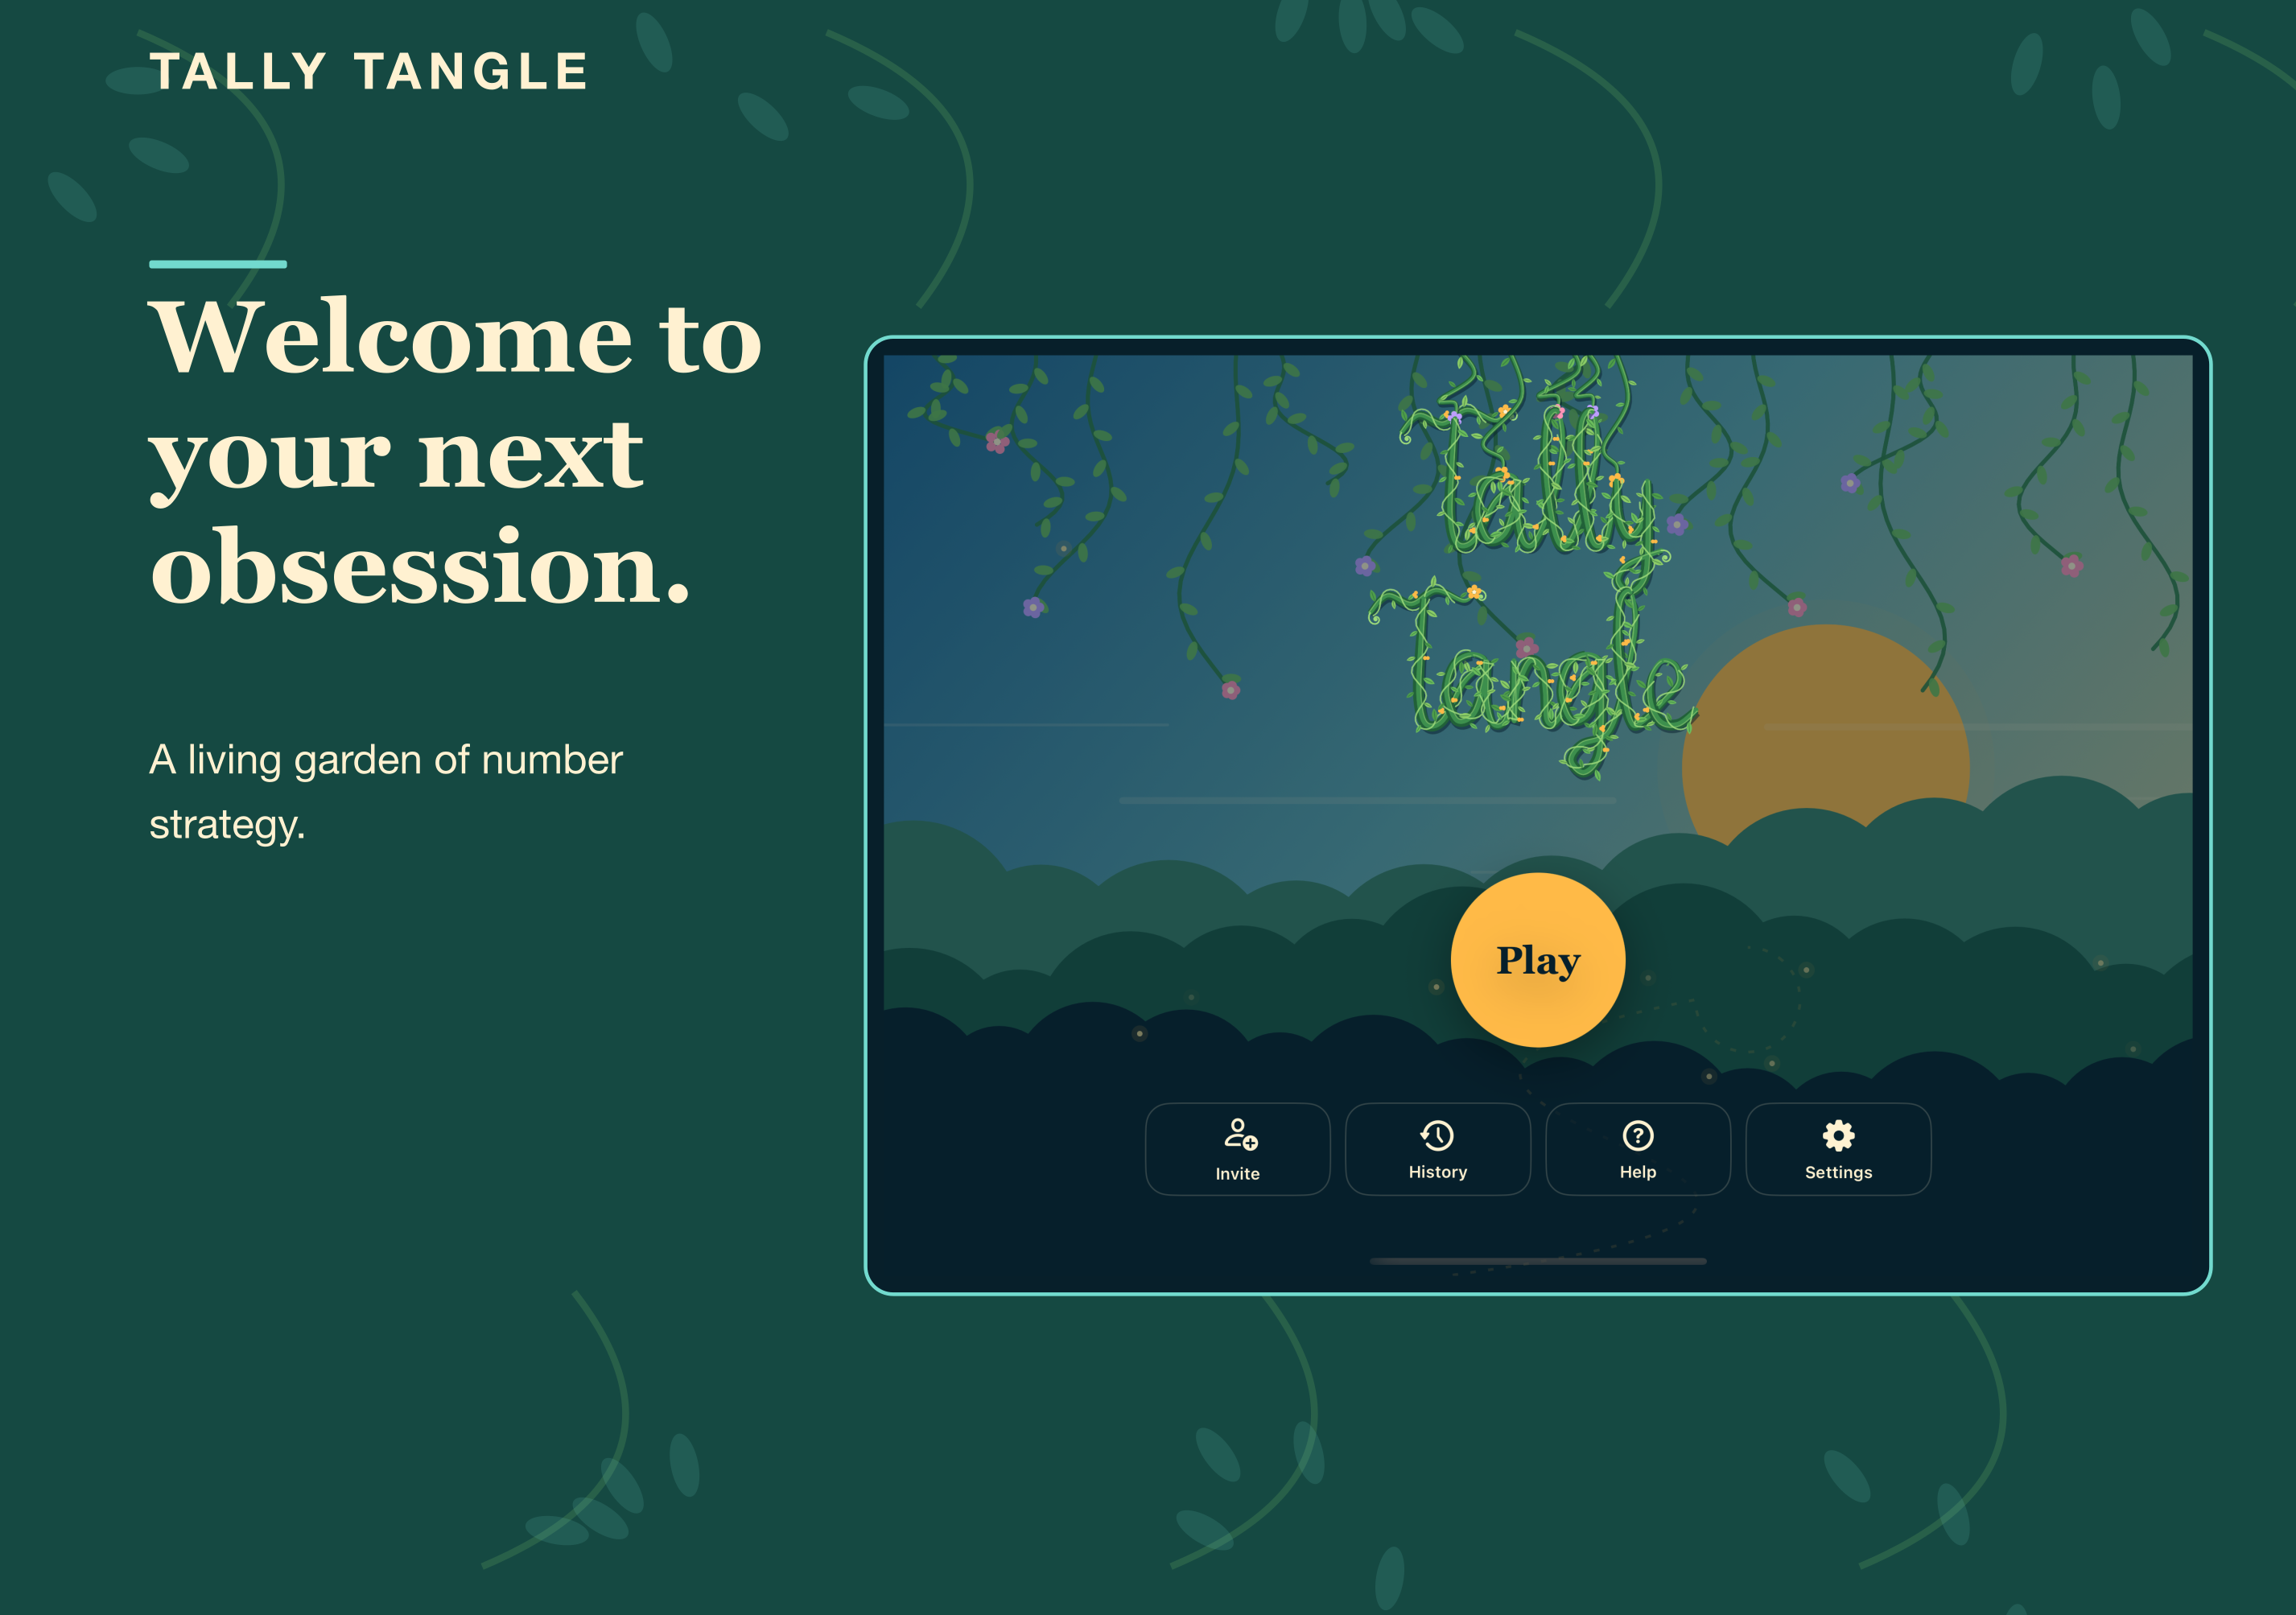 TALLY TANGLE
Welcome to
your next
obsession.
A living garden of number
strategy.
Tally
Tangle
Play
Invite
History
Help
Settings